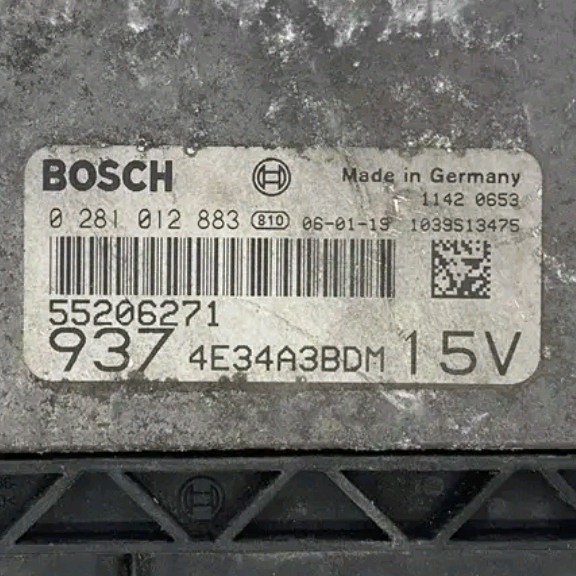 BOSCH Made in Germany
1142 0653
0 281 012 883 810 06-01-19 1039S13475
55206271
937 4E34A3BDM 15V